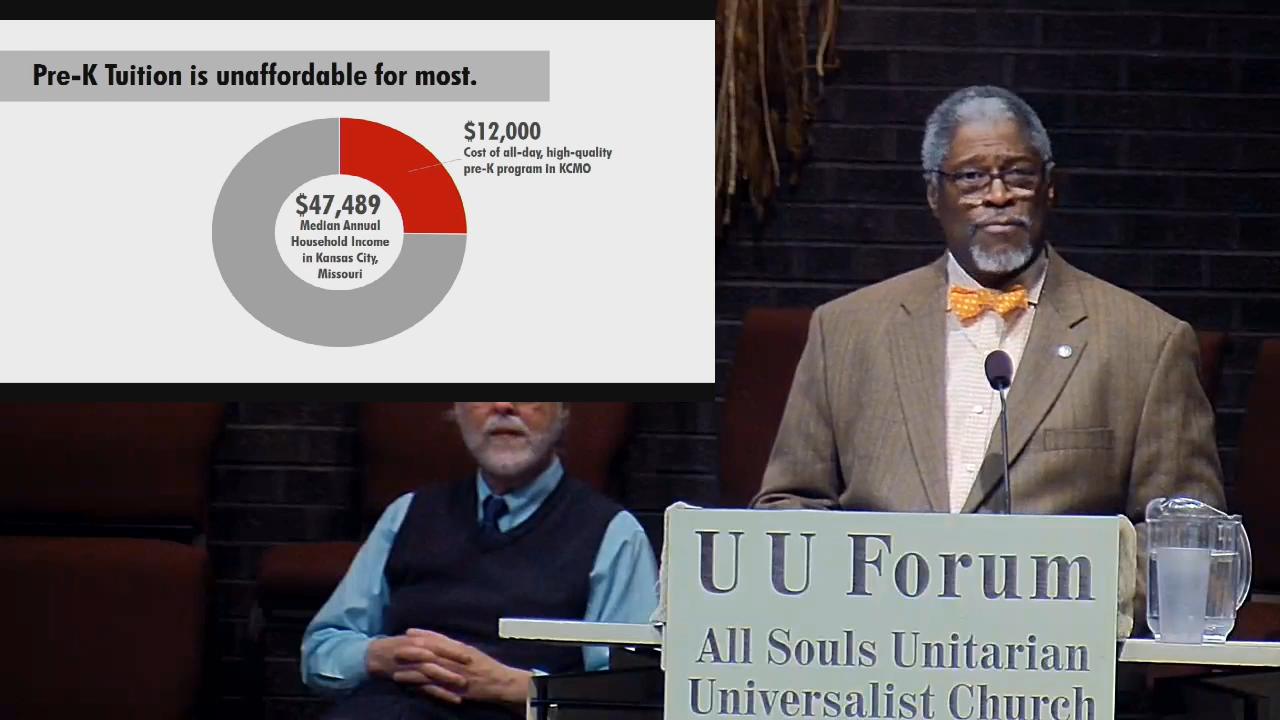 Pre-K Tuition is unaffordable for most.
$12,000
Cost of all-day, high-quality
pre-K program in KCMO
$47,489
Median Annual
Household Income
in Kansas City,
Missouri
U U Forum
All Souls Unitarian
Universalist Church